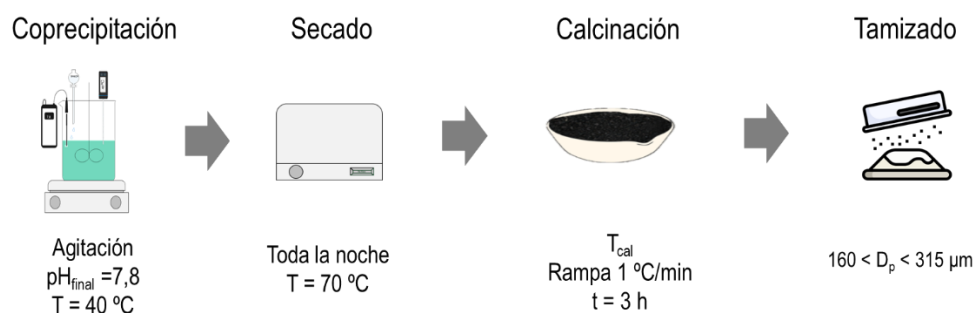 Coprecipitación
Secado
Calcinación
Tamizado
Agitación
pHfinal =7,8
T = 40 ºC
Toda la noche
T = 70 ºC
Tcal
Rampa 1 ºC/min
t = 3 h
160 < Dp < 315 µm